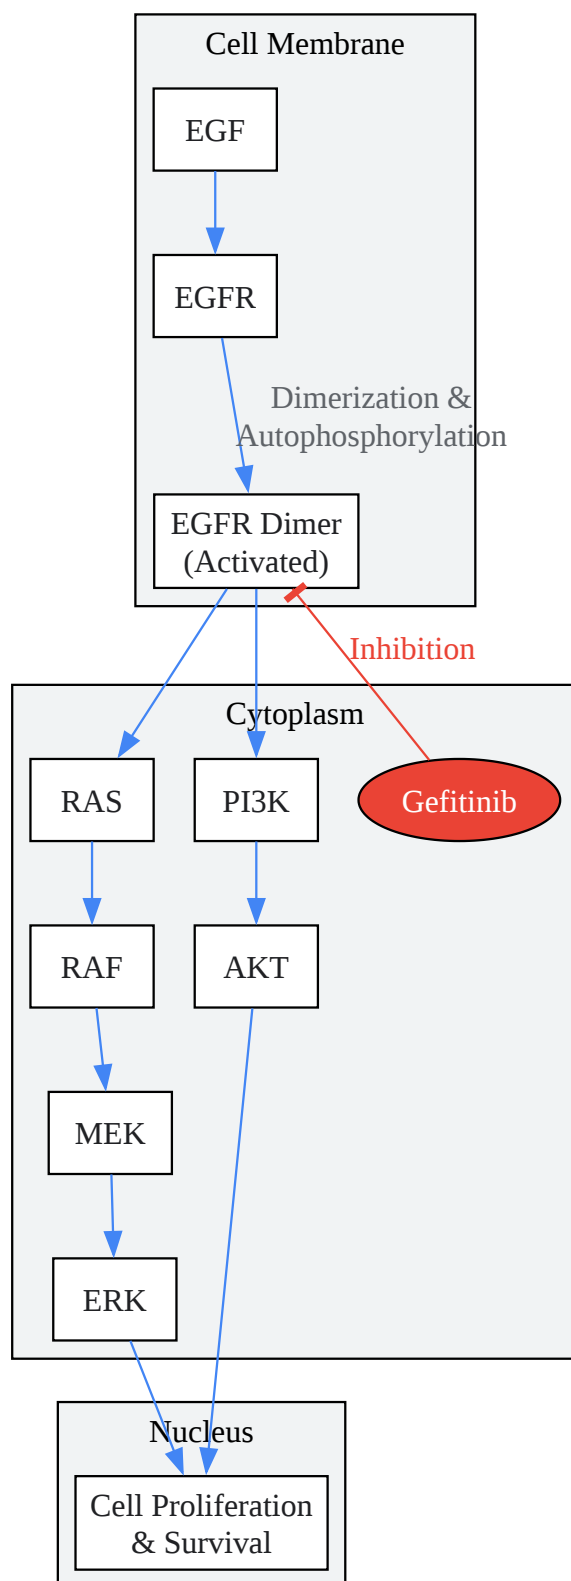 Cell Membrane
EGF
EGFR
Dimerization &
Autophosphorylation
EGFR Dimer
(Activated)
Inhibition
Cytoplasm
RAS
PI3K
Gefitinib
RAF
AKT
MEK
ERK
Nucleus
Cell Proliferation
& Survival